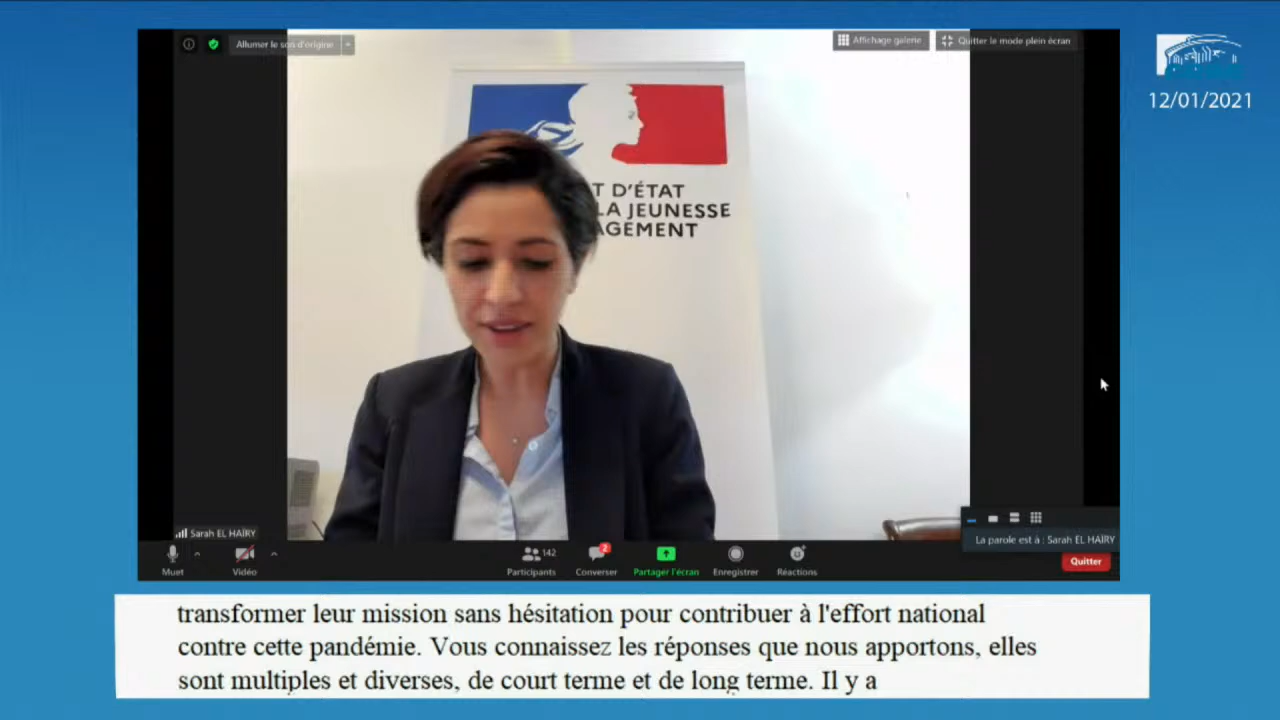 Allumer le son d'origine
Affichage galerie
Quitter le mode plein écran
12/01/2021
T D'ÉTAT
LA JEUNESSE
AGEMENT
Sarah EL HAÏRY
La parole est à : Sarah EL HAÏRY
Muet
Vidéo
142
Participants
2
Converser
Partager l'écran
Enregistrer
Réactions
Quitter
transformer leur mission sans hésitation pour contribuer à l'effort national
contre cette pandémie. Vous connaissez les réponses que nous apportons, elles
sont multiples et diverses, de court terme et de long terme. Il y a